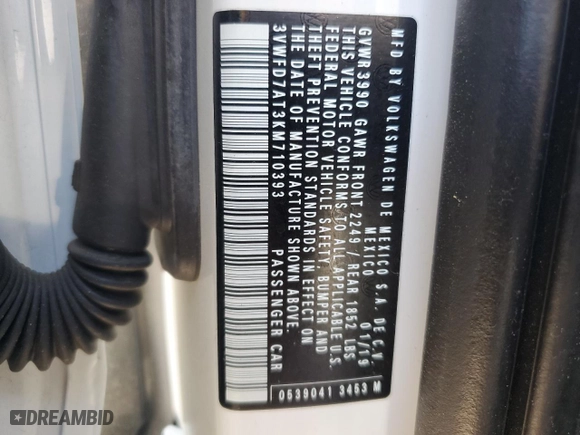 MFD BY VOLKSWAGEN DE MEXICO S.A. DE C.V.
MEXICO 01/19
GVWR 3990 GAWR FRONT 2249 / REAR 1852 LBS
THIS VEHICLE CONFORMS TO ALL APPLICABLE U.S.
FEDERAL MOTOR VEHICLE SAFETY, BUMPER AND
THEFT PREVENTION STANDARDS IN EFFECT ON
THE DATE OF MANUFACTURE SHOWN ABOVE.
3VWFD7AT3KM710393 PASSENGER CAR
0639041 3453 M
DREAMBID